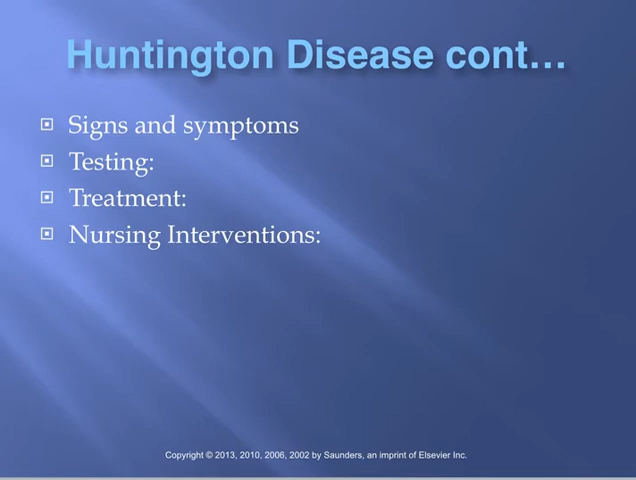 Huntington Disease cont…
Signs and symptoms
Testing:
Treatment:
Nursing Interventions:
Copyright © 2013, 2010, 2006, 2002 by Saunders, an imprint of Elsevier Inc.